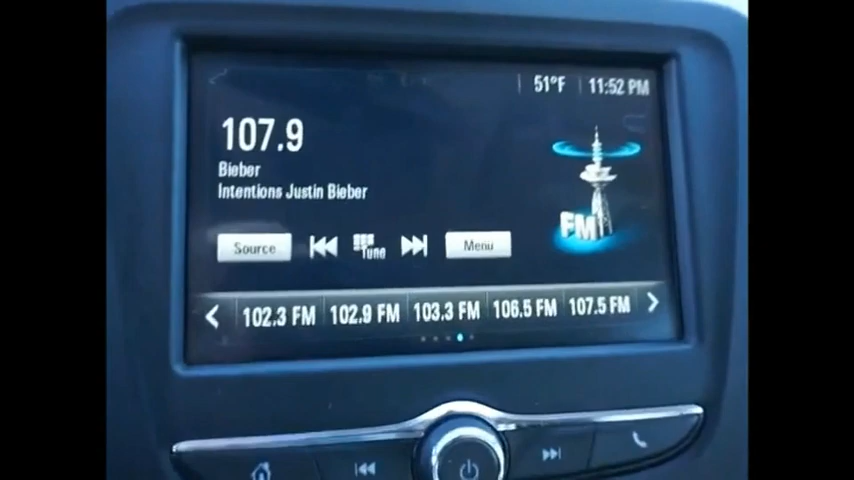 51°F 11:52 PM
107.9
Bieber
Intentions Justin Bieber
FM
Source Tune Menu
102.3 FM 102.9 FM 103.3 FM 106.5 FM 107.5 FM